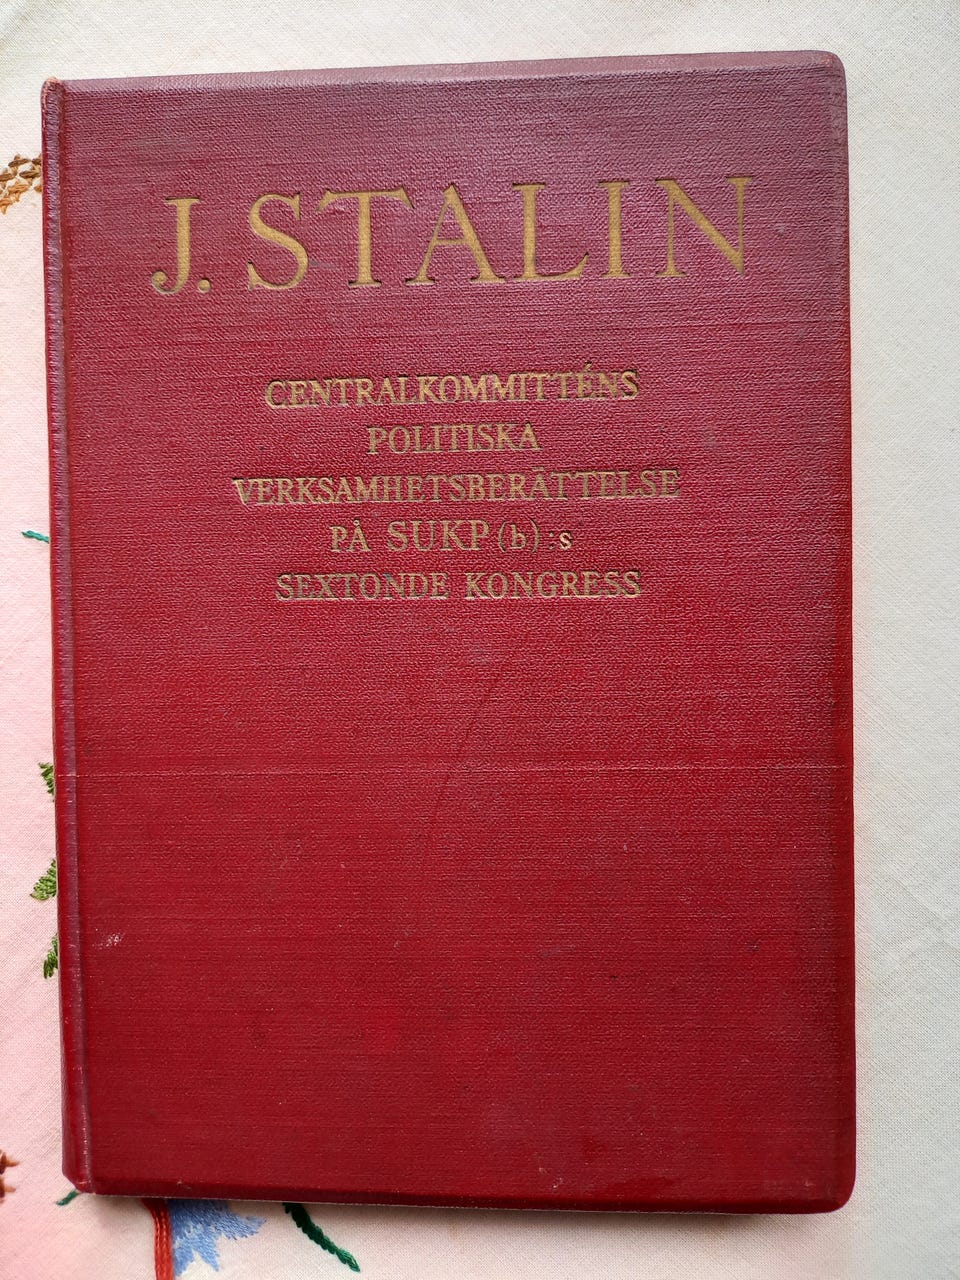 J. STALIN
CENTRALKOMMITTÉNS
POLITISKA
VERKSAMHETSBERÄTTELSE
PÅ SUKP (b):s
SEXTONDE KONGRESS